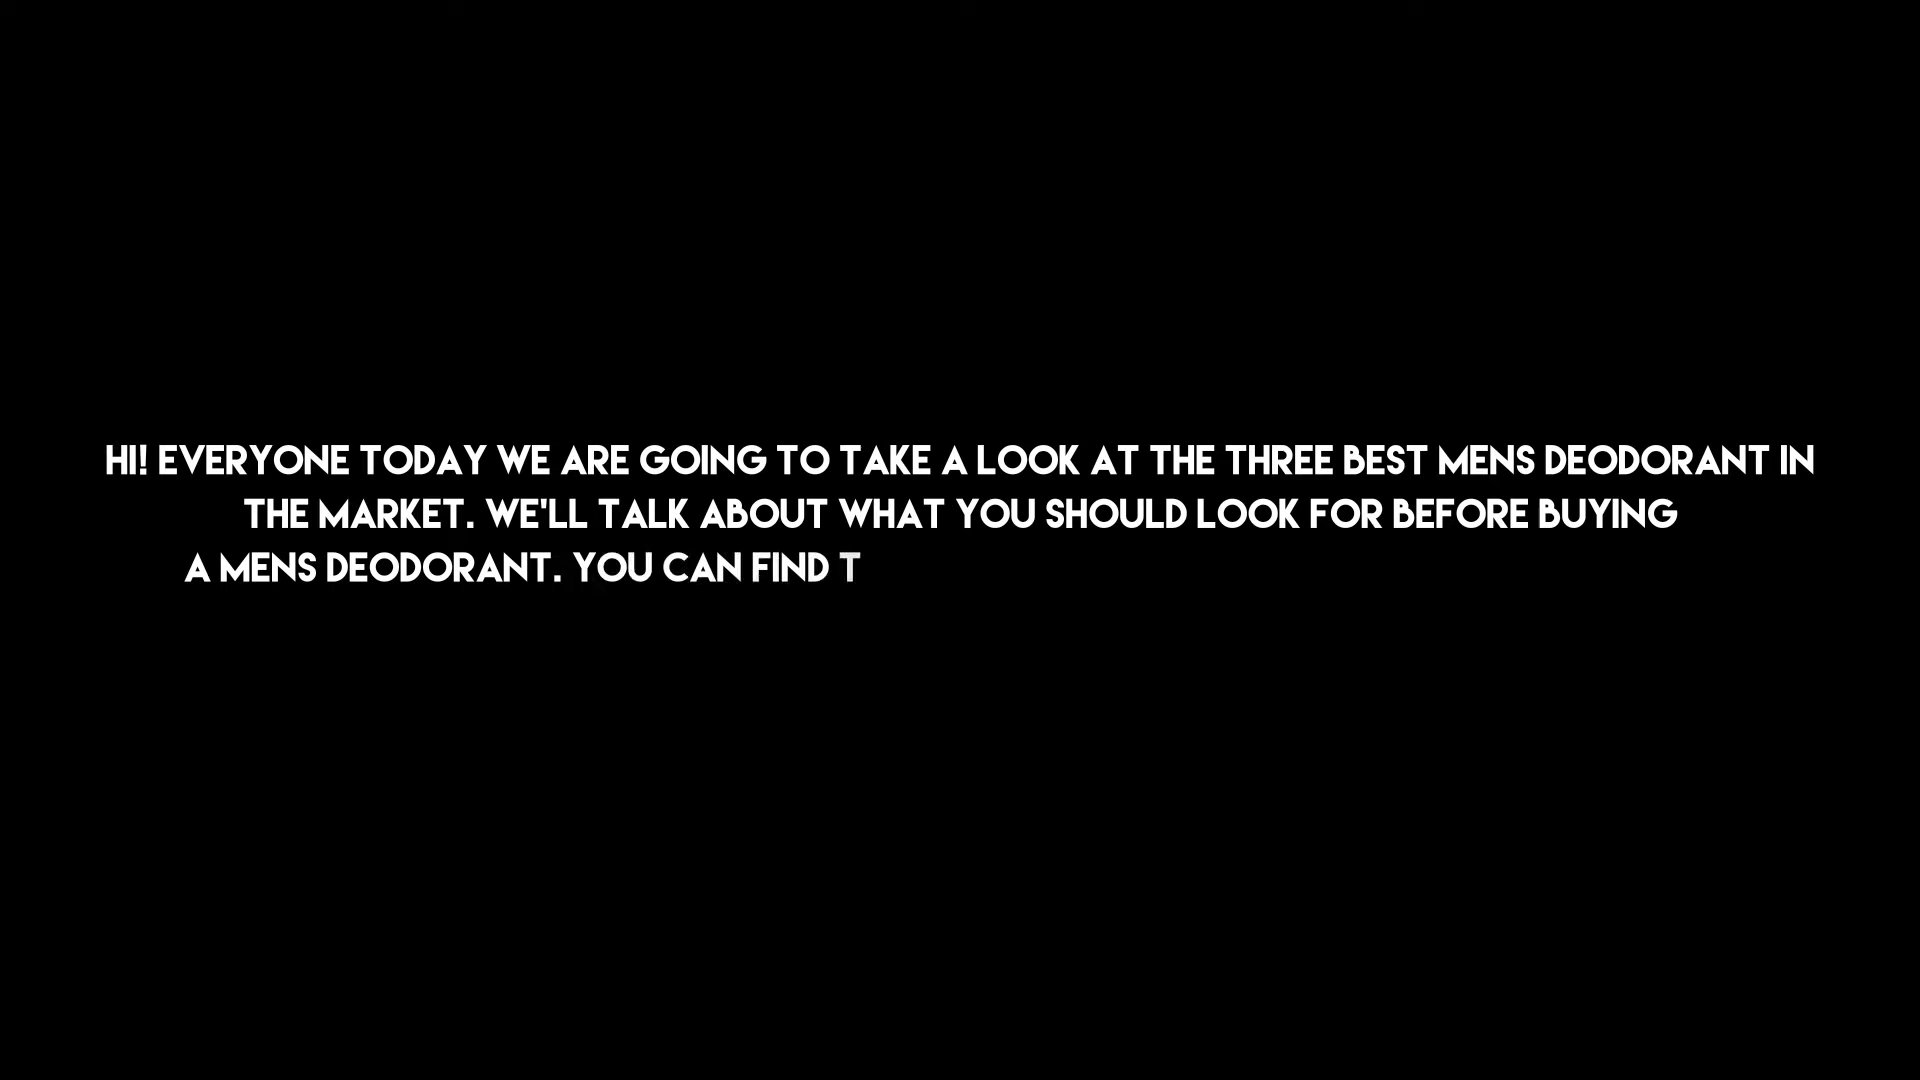 HI! EVERYONE TODAY WE ARE GOING TO TAKE A LOOK AT THE THREE BEST MENS DEODORANT IN
THE MARKET. WE'LL TALK ABOUT WHAT YOU SHOULD LOOK FOR BEFORE BUYING
A MENS DEODORANT. YOU CAN FIND T